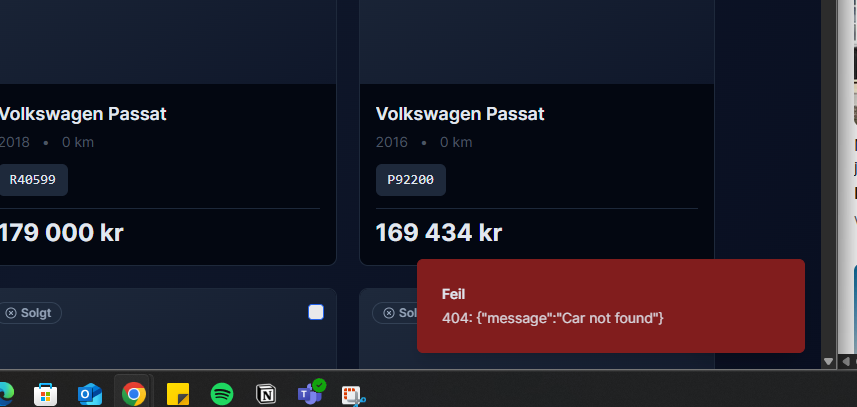 Volkswagen Passat
2018 • 0 km
R40599
179 000 kr
Volkswagen Passat
2016 • 0 km
P92200
169 434 kr
Solgt
Sol
Feil
404: {"message":"Car not found"}